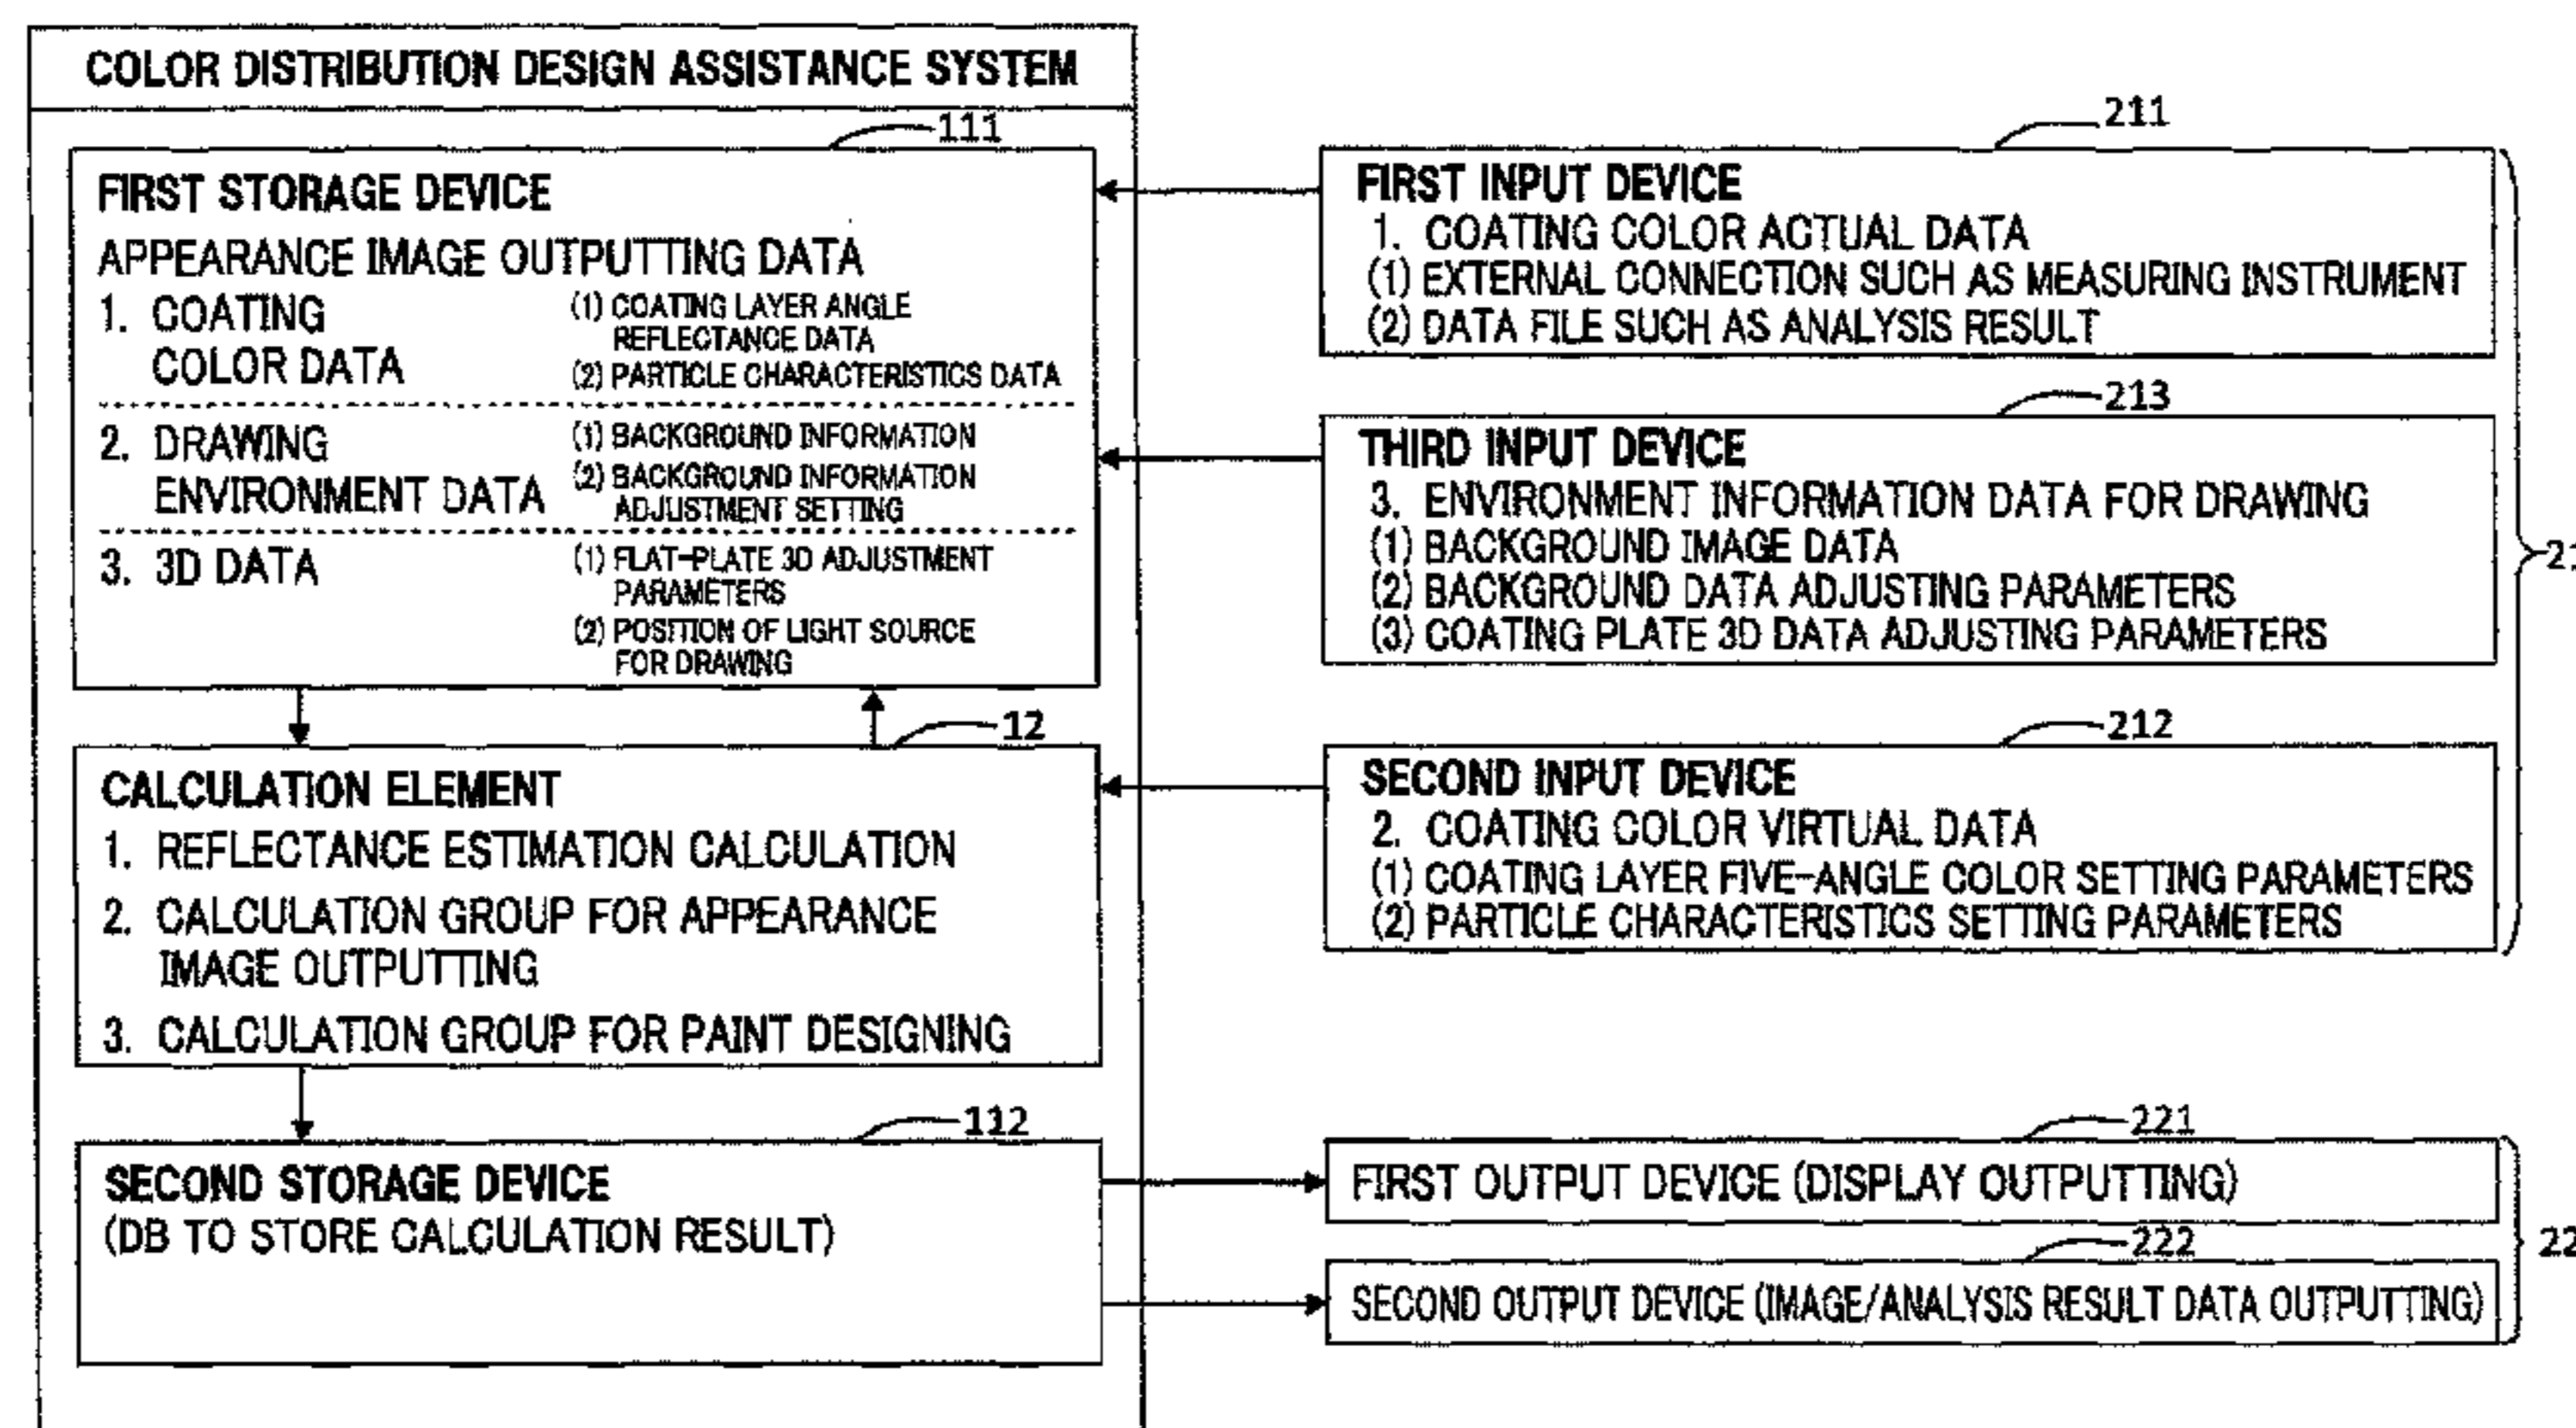 COLOR DISTRIBUTION DESIGN ASSISTANCE SYSTEM
111
FIRST STORAGE DEVICE
APPEARANCE IMAGE OUTPUTTING DATA
1. COATING
COLOR DATA
(1) COATING LAYER ANGLE
REFLECTANCE DATA
(2) PARTICLE CHARACTERISTICS DATA
2. DRAWING
ENVIRONMENT DATA
(1) BACKGROUND INFORMATION
(2) BACKGROUND INFORMATION
ADJUSTMENT SETTING
3. 3D DATA
(1) FLAT-PLATE 3D ADJUSTMENT
PARAMETERS
(2) POSITION OF LIGHT SOURCE
FOR DRAWING
12
CALCULATION ELEMENT
1. REFLECTANCE ESTIMATION CALCULATION
2. CALCULATION GROUP FOR APPEARANCE
IMAGE OUTPUTTING
3. CALCULATION GROUP FOR PAINT DESIGNING
112
SECOND STORAGE DEVICE
(DB TO STORE CALCULATION RESULT)
211
FIRST INPUT DEVICE
1. COATING COLOR ACTUAL DATA
(1) EXTERNAL CONNECTION SUCH AS MEASURING INSTRUMENT
(2) DATA FILE SUCH AS ANALYSIS RESULT
213
THIRD INPUT DEVICE
3. ENVIRONMENT INFORMATION DATA FOR DRAWING
(1) BACKGROUND IMAGE DATA
(2) BACKGROUND DATA ADJUSTING PARAMETERS
(3) COATING PLATE 3D DATA ADJUSTING PARAMETERS
21
212
SECOND INPUT DEVICE
2. COATING COLOR VIRTUAL DATA
(1) COATING LAYER FIVE-ANGLE COLOR SETTING PARAMETERS
(2) PARTICLE CHARACTERISTICS SETTING PARAMETERS
221
FIRST OUTPUT DEVICE (DISPLAY OUTPUTTING)
222
22
SECOND OUTPUT DEVICE (IMAGE/ANALYSIS RESULT DATA OUTPUTTING)